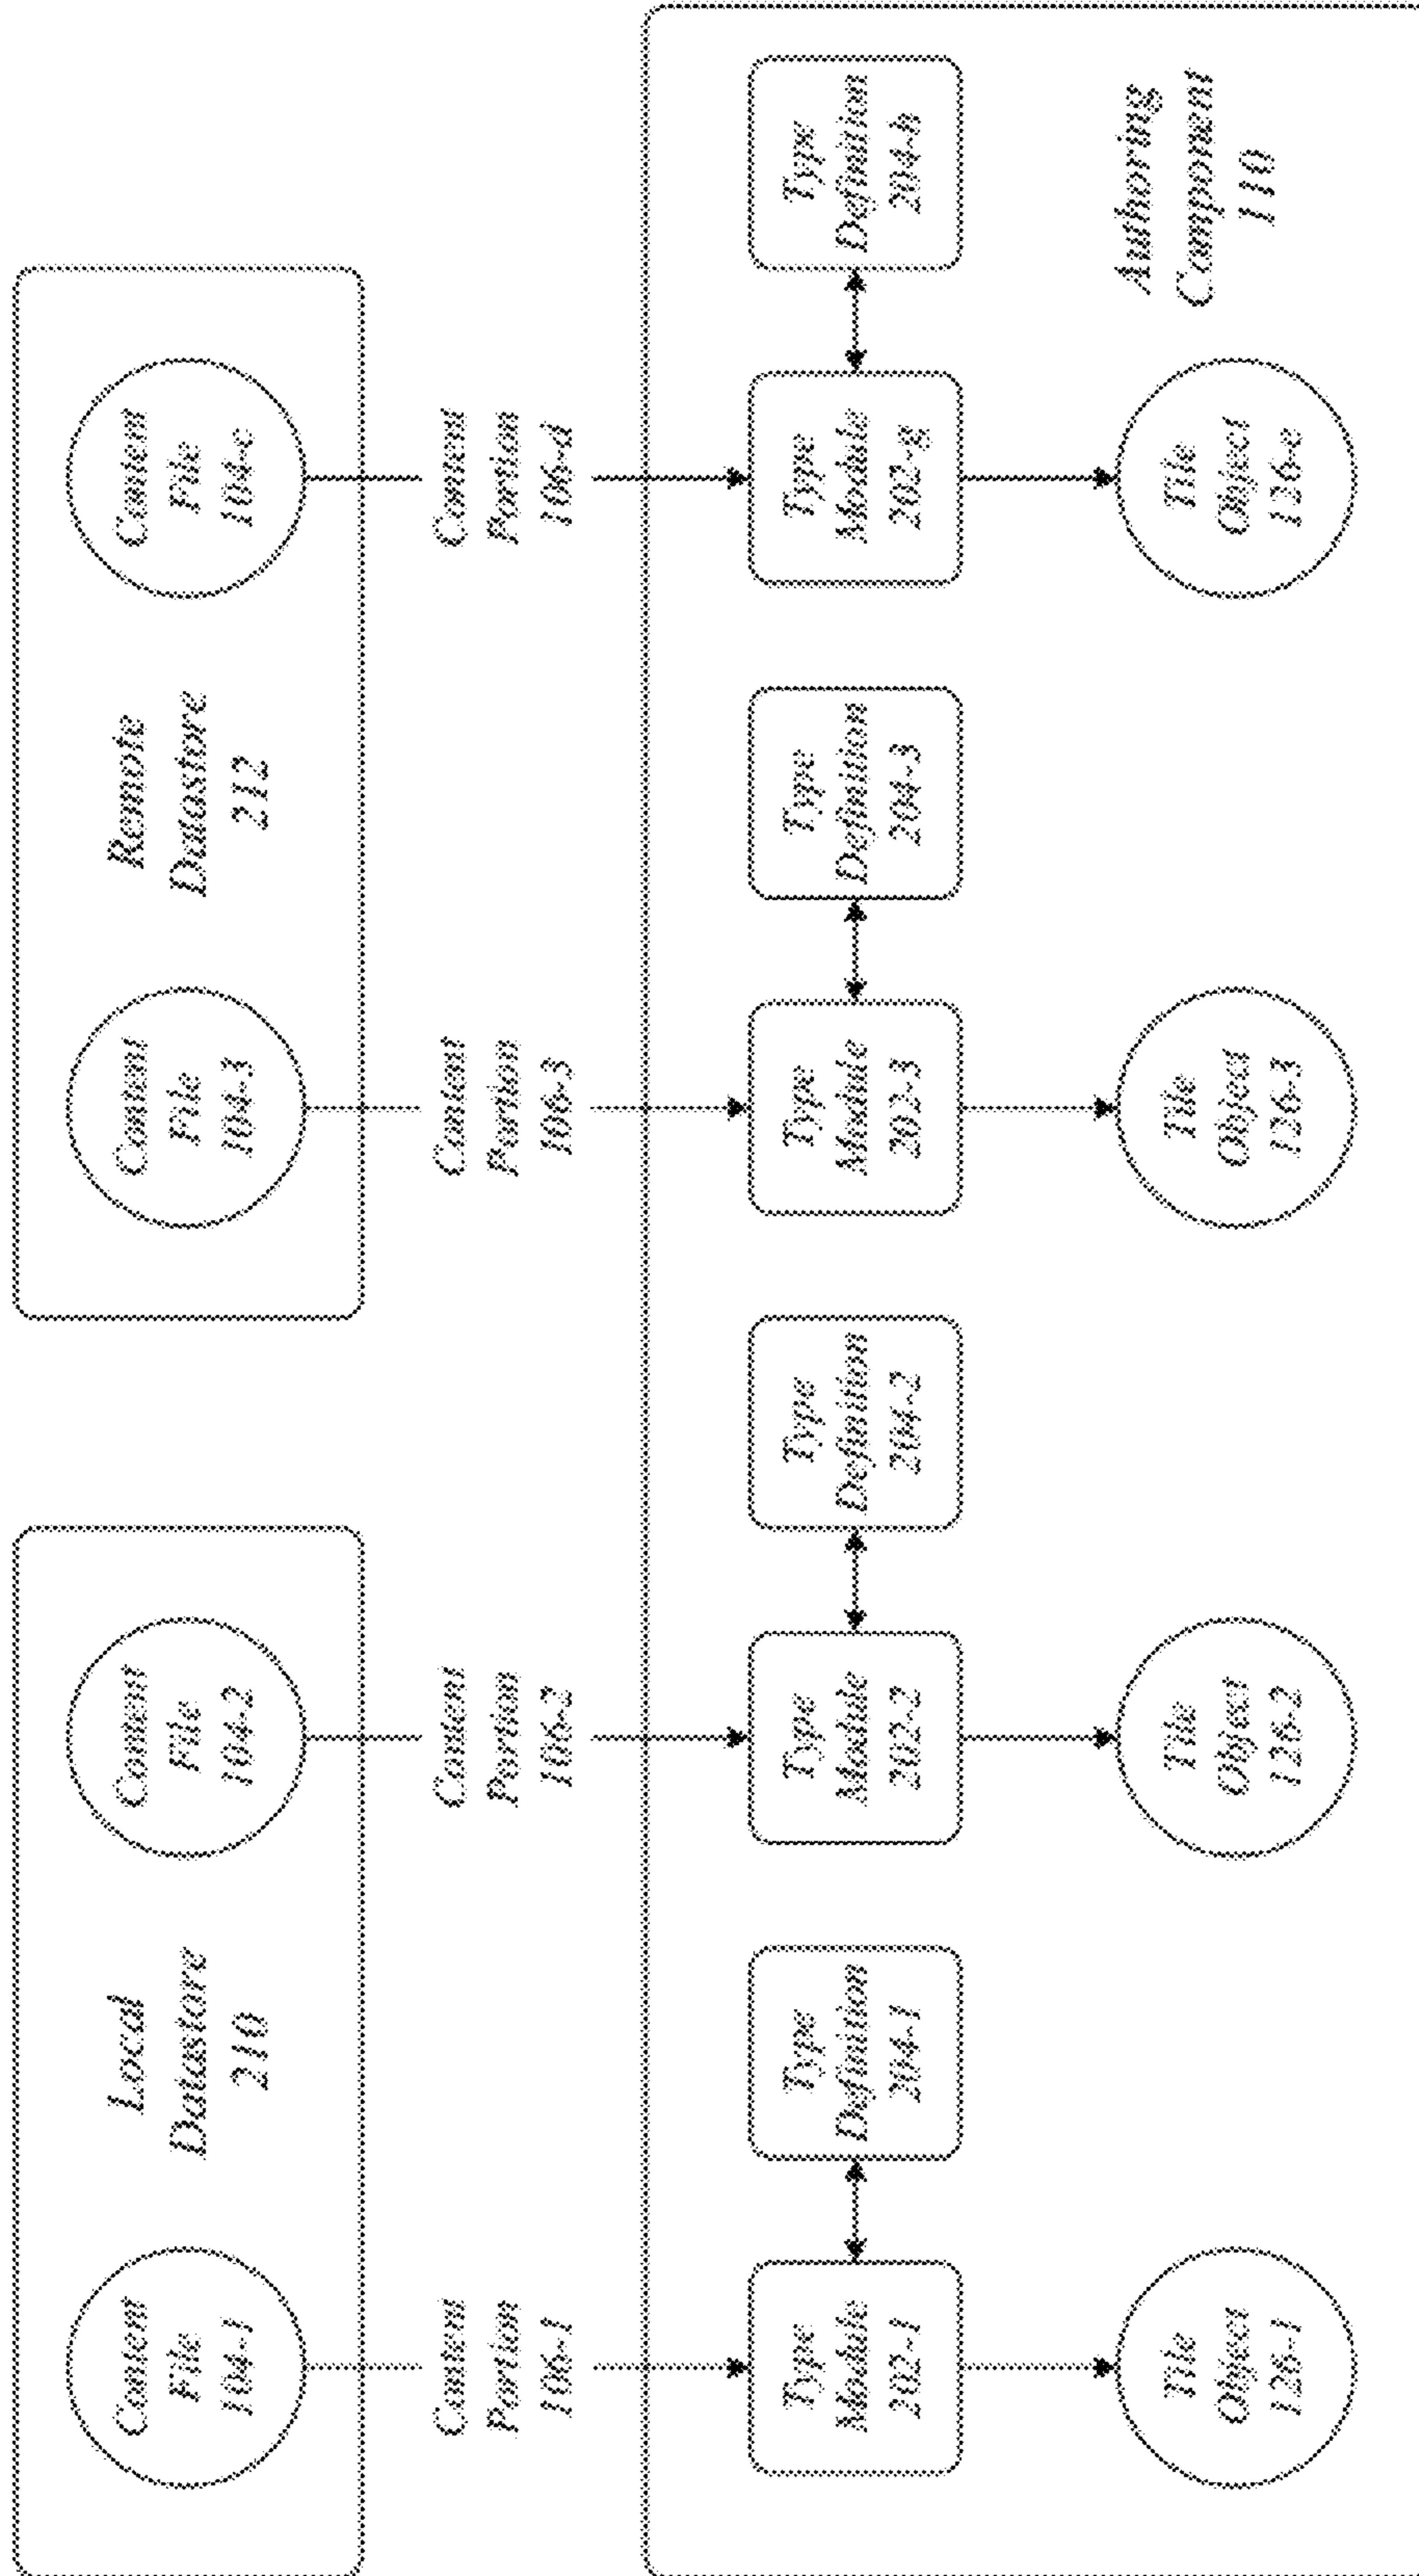 Content
File
104-1
Local
Datastore
210
Content
File
104-2
Content
File
104-3
Remote
Datastore
212
Content
File
104-c
Content
Portion
106-1
Content
Portion
106-2
Content
Portion
106-3
Content
Portion
106-d
Type
Module
202-1
Type
Definition
204-1
Type
Module
202-2
Type
Definition
204-2
Type
Module
202-3
Type
Definition
204-3
Type
Module
202-g
Type
Definition
204-h
Tile
Object
126-1
Tile
Object
126-2
Tile
Object
126-3
Tile
Object
126-e
Authoring
Component
110